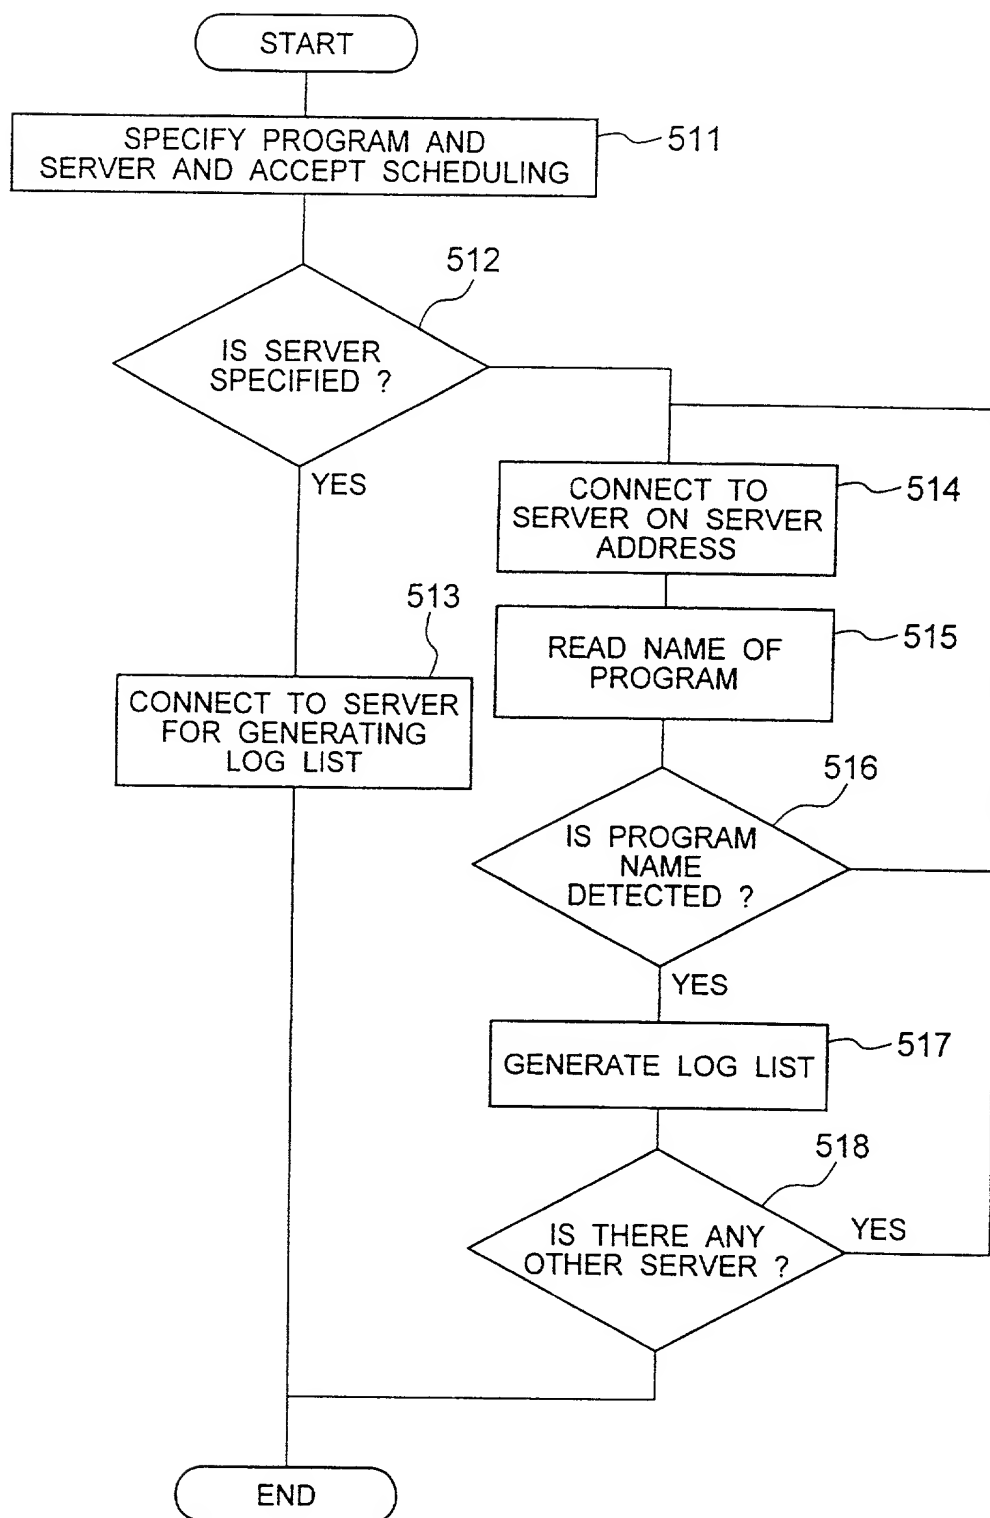 START
SPECIFY PROGRAM AND
SERVER AND ACCEPT SCHEDULING
511
512
IS SERVER
SPECIFIED ?
YES
CONNECT TO
SERVER ON SERVER
ADDRESS
514
513
READ NAME OF
PROGRAM
515
CONNECT TO SERVER
FOR GENERATING
LOG LIST
516
IS PROGRAM
NAME
DETECTED ?
YES
GENERATE LOG LIST
517
518
IS THERE ANY
OTHER SERVER ?
YES
END